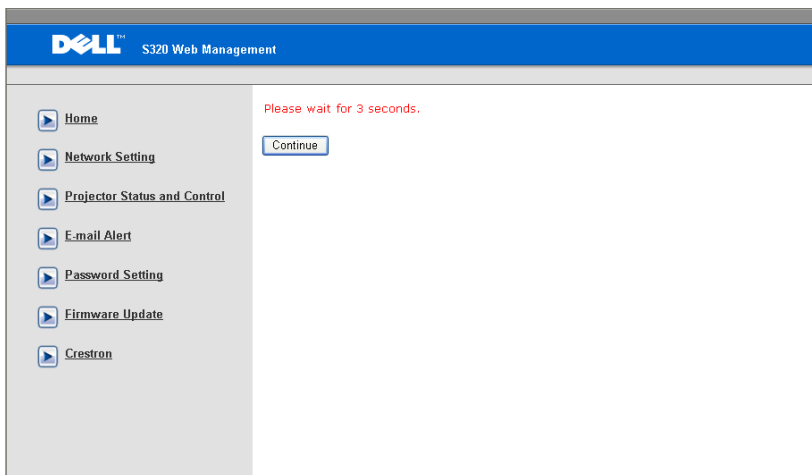 DELL™ S320 Web Management
Home
Network Setting
Projector Status and Control
E-mail Alert
Password Setting
Firmware Update
Crestron
Please wait for 3 seconds.
Continue